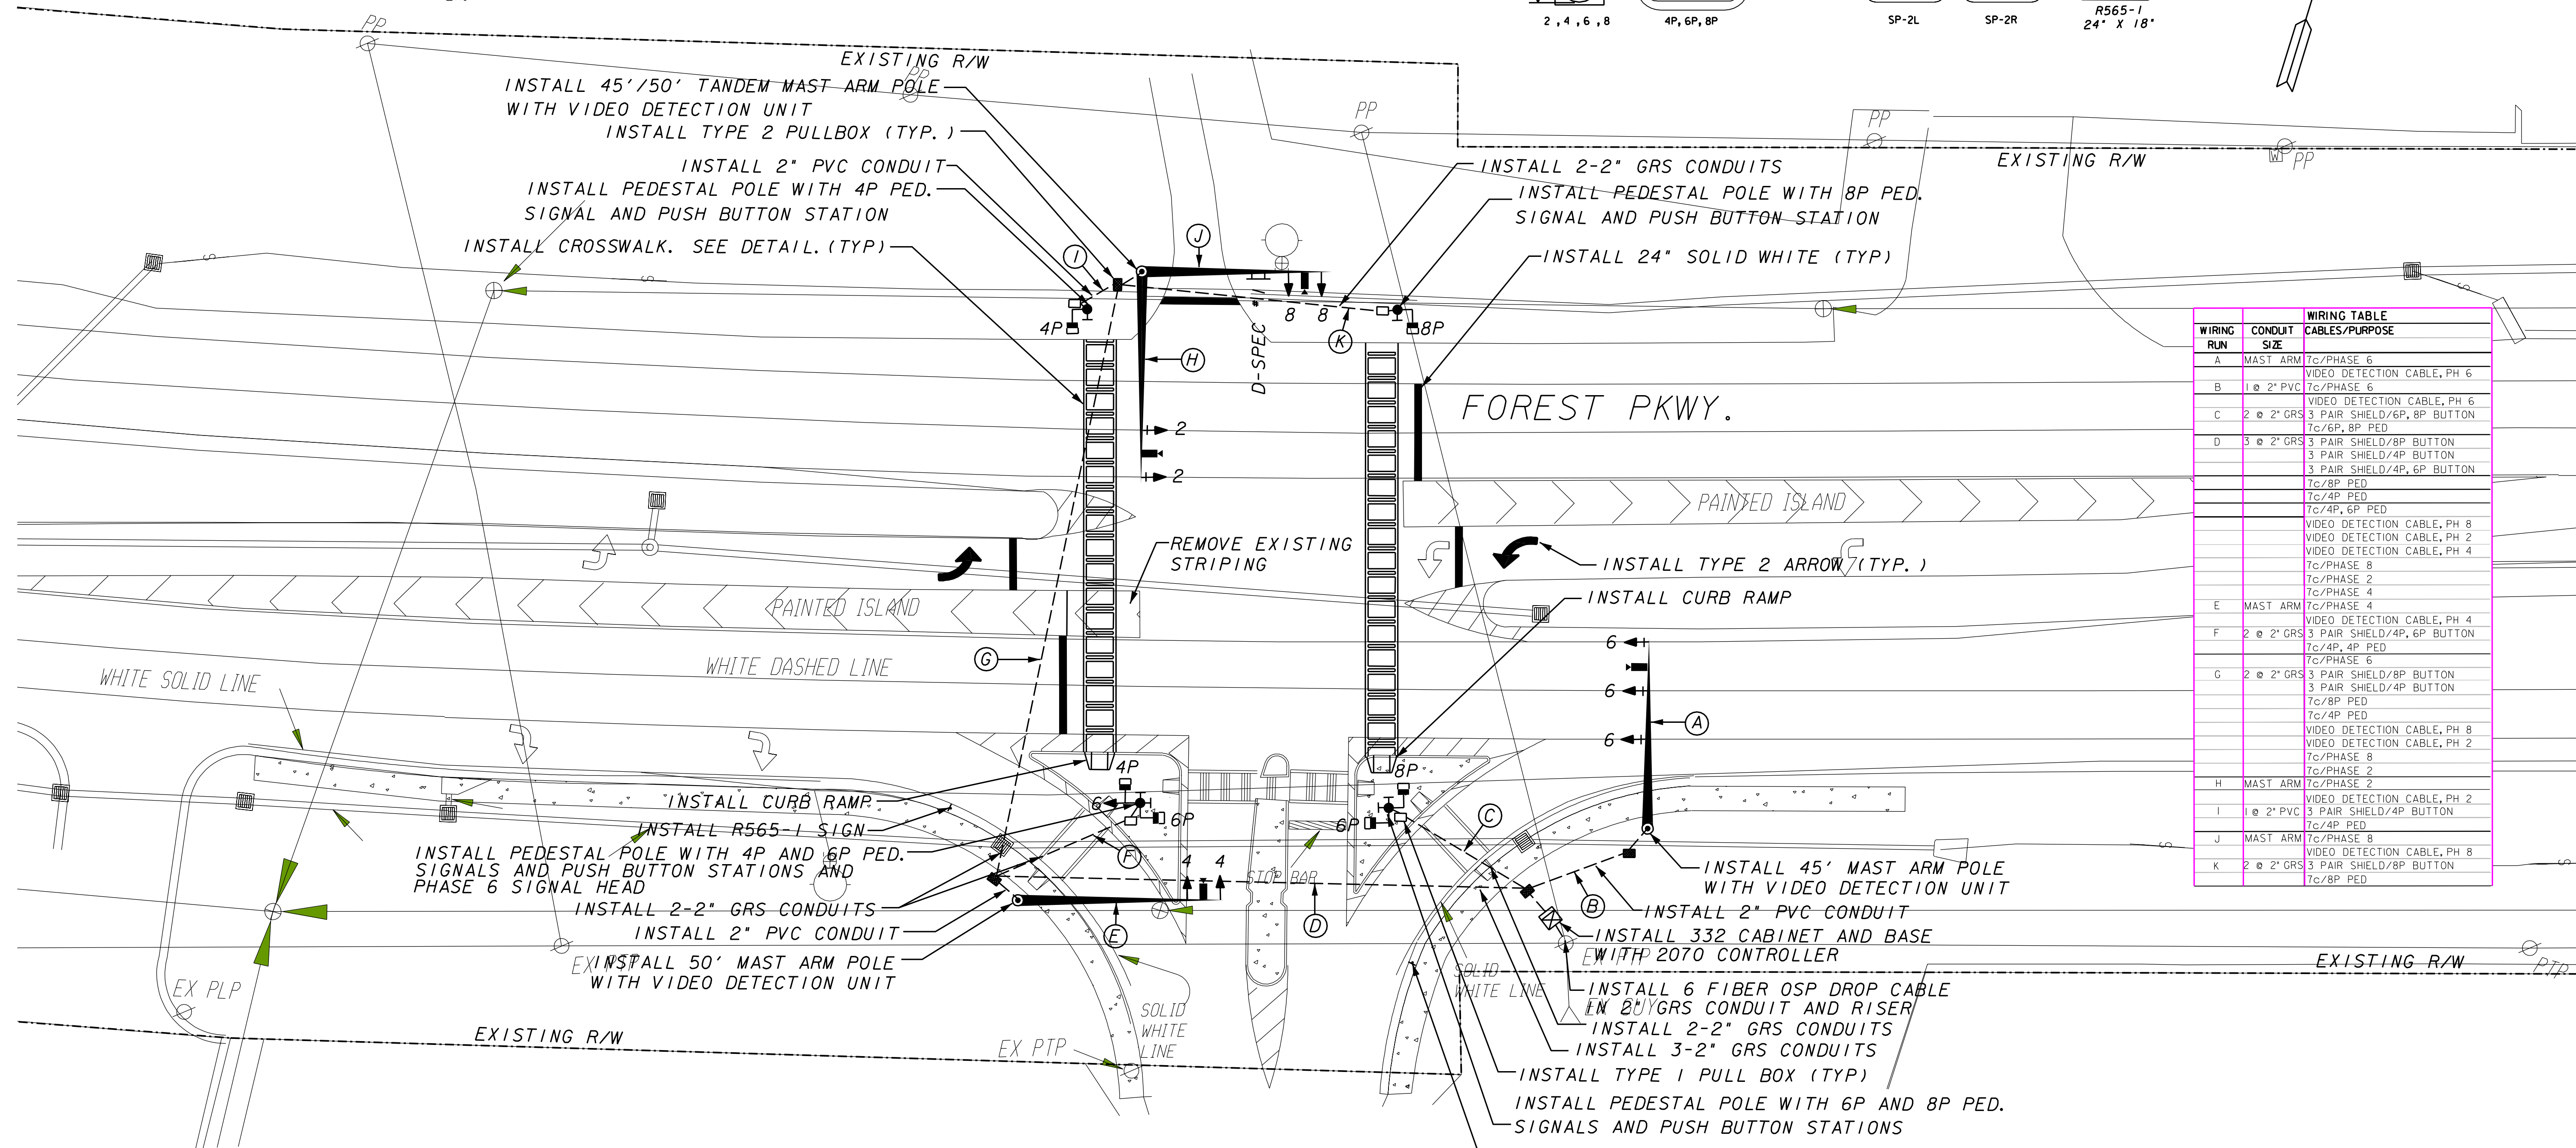 2 , 4 , 6 , 8
4P, 6P, 8P
SP-2L
SP-2R
R565-1
24" X 18"
PP
EXISTING R/W
PP
INSTALL 45'/50' TANDEM MAST ARM POLE
WITH VIDEO DETECTION UNIT
INSTALL TYPE 2 PULLBOX (TYP.)
INSTALL 2" PVC CONDUIT
INSTALL PEDESTAL POLE WITH 4P PED.
SIGNAL AND PUSH BUTTON STATION
INSTALL CROSSWALK. SEE DETAIL.(TYP)
PP
PP
EXISTING R/W
W
PP
INSTALL 2-2" GRS CONDUITS
INSTALL PEDESTAL POLE WITH 8P PED.
SIGNAL AND PUSH BUTTON STATION
INSTALL 24" SOLID WHITE (TYP)
S
S
S
I
J
4P
8
8
8P
K
H
D-SPEC *
2
2
FOREST PKWY.
PAINTED ISLAND
REMOVE EXISTING
STRIPING
INSTALL TYPE 2 ARROW (TYP.)
INSTALL CURB RAMP
PAINTED ISLAND
G
WHITE DASHED LINE
WHITE SOLID LINE
6
6
6
A
4P
8P
INSTALL CURB RAMP
6
6P
6P
C
INSTALL R565-1 SIGN
INSTALL PEDESTAL POLE WITH 4P AND 6P PED.
SIGNALS AND PUSH BUTTON STATIONS AND
PHASE 6 SIGNAL HEAD
F
4
4
STOP BAR
INSTALL 2-2" GRS CONDUITS
INSTALL 2" PVC CONDUIT
E
D
B
INSTALL 50' MAST ARM POLE
WITH VIDEO DETECTION UNIT
EX PTP
INSTALL 45' MAST ARM POLE
WITH VIDEO DETECTION UNIT
INSTALL 2" PVC CONDUIT
INSTALL 332 CABINET AND BASE
WITH 2070 CONTROLLER
EX PTP
INSTALL 6 FIBER OSP DROP CABLE
IN 2" GRS CONDUIT AND RISER
EX GUY
INSTALL 2-2" GRS CONDUITS
INSTALL 3-2" GRS CONDUITS
INSTALL TYPE 1 PULL BOX (TYP)
INSTALL PEDESTAL POLE WITH 6P AND 8P PED.
SIGNALS AND PUSH BUTTON STATIONS
SOLID
WHITE LINE
SOLID
WHITE
LINE
EX PLP
EXISTING R/W
EX PTP
EXISTING R/W
PTP
S
S
WIRING TABLE
WIRING CONDUIT CABLES/PURPOSE
RUN SIZE
A MAST ARM 7c/PHASE 6
VIDEO DETECTION CABLE, PH 6
B 1 @ 2" PVC 7c/PHASE 6
VIDEO DETECTION CABLE, PH 6
C 2 @ 2" GRS 3 PAIR SHIELD/6P, 8P BUTTON
7c/6P, 8P PED
D 3 @ 2" GRS 3 PAIR SHIELD/8P BUTTON
3 PAIR SHIELD/4P BUTTON
3 PAIR SHIELD/4P, 6P BUTTON
7c/8P PED
7c/4P PED
7c/4P, 6P PED
VIDEO DETECTION CABLE, PH 8
VIDEO DETECTION CABLE, PH 2
VIDEO DETECTION CABLE, PH 4
7c/PHASE 8
7c/PHASE 2
7c/PHASE 4
E MAST ARM 7c/PHASE 4
VIDEO DETECTION CABLE, PH 4
F 2 @ 2" GRS 3 PAIR SHIELD/4P, 6P BUTTON
7c/4P, 4P PED
7c/PHASE 6
G 2 @ 2" GRS 3 PAIR SHIELD/8P BUTTON
3 PAIR SHIELD/4P BUTTON
7c/8P PED
7c/4P PED
VIDEO DETECTION CABLE, PH 8
VIDEO DETECTION CABLE, PH 2
7c/PHASE 8
7c/PHASE 2
H MAST ARM 7c/PHASE 2
VIDEO DETECTION CABLE, PH 2
I 1 @ 2" PVC 3 PAIR SHIELD/4P BUTTON
7c/4P PED
J MAST ARM 7c/PHASE 8
VIDEO DETECTION CABLE, PH 8
K 2 @ 2" GRS 3 PAIR SHIELD/8P BUTTON
7c/8P PED